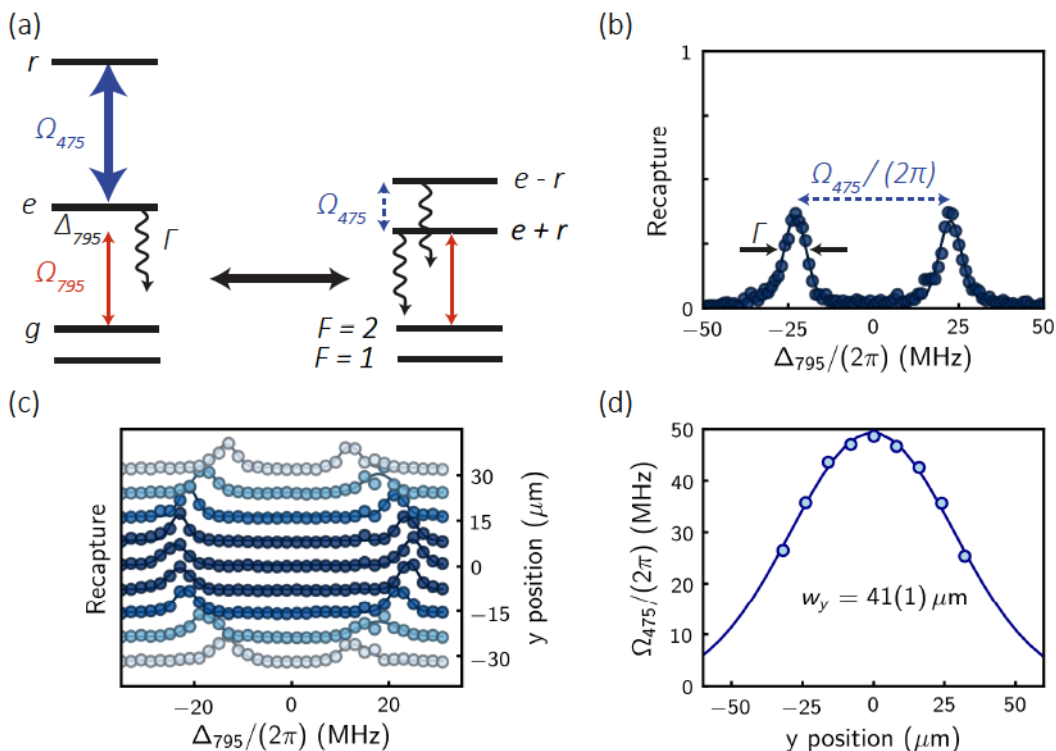 (a)
r
Ω475
e
Δ795
Γ
Ω795
g
e - r
Ω475
e + r
F = 2
F = 1
(b)
1
Recapture
0
Ω475/(2π)
Γ
−50 −25 0 25 50
Δ795/(2π) (MHz)
(c)
Recapture
30
15
0
−15
−30
y position (μm)
−20 0 20
Δ795/(2π) (MHz)
(d)
Ω475/(2π) (MHz)
50
40
30
20
10
0
wy = 41(1) μm
−50 −25 0 25 50
y position (μm)